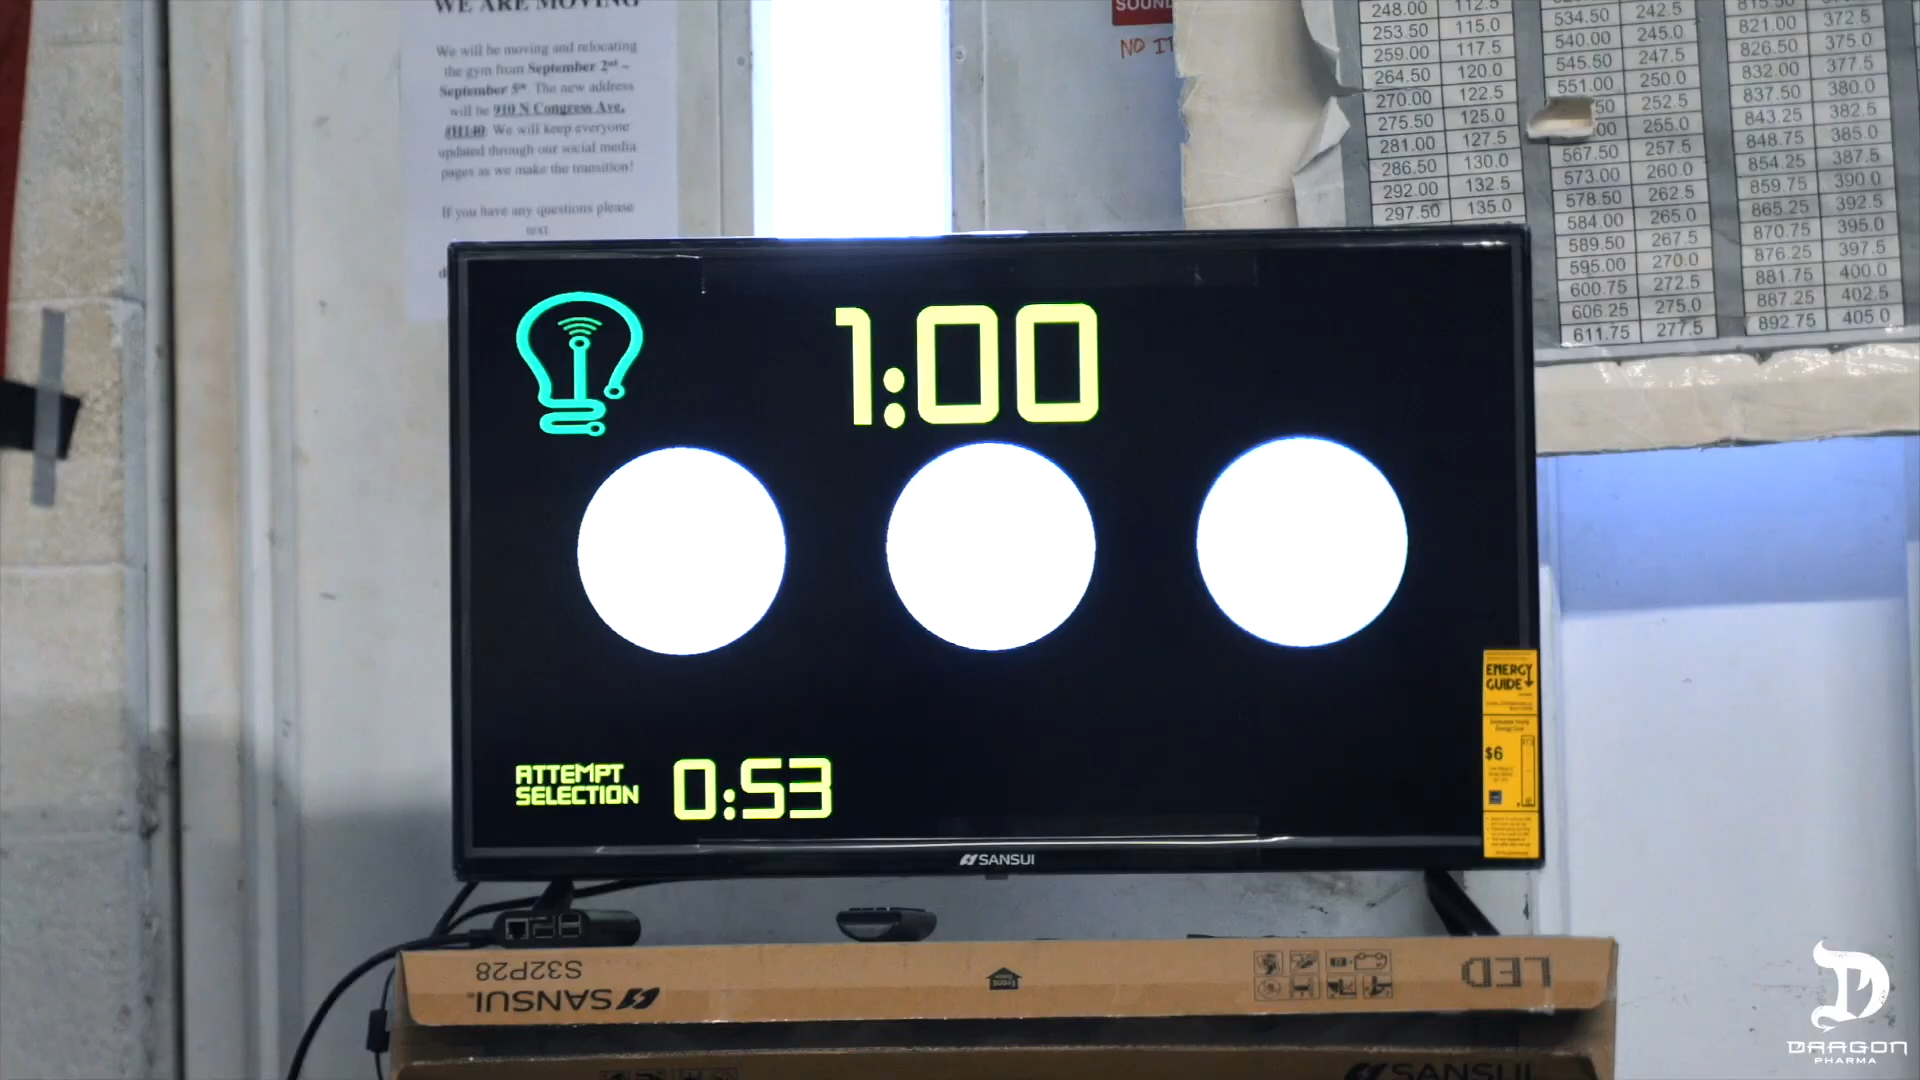 WE ARE MOVING
We will be moving and relocating
the gym from September 2nd –
September 5th. The new address
will be 910 N Congress Ave,
#H140. We will keep everyone
updated through our social media
pages as we make the transition!
If you have any questions please
text
SOUND
NO
248.00 112.5
253.50 115.0
259.00 117.5
264.50 120.0
270.00 122.5
275.50 125.0
281.00 127.5
286.50 130.0
292.00 132.5
297.50 135.0
534.50 242.5
540.00 245.0
545.50 247.5
551.00 250.0
50 252.5
00 255.0
567.50 257.5
573.00 260.0
578.50 262.5
584.00 265.0
589.50 267.5
595.00 270.0
600.75 272.5
606.25 275.0
611.75 277.5
815.50
821.00 372.5
826.50 375.0
832.00 377.5
837.50 380.0
843.25 382.5
848.75 385.0
854.25 387.5
859.75 390.0
865.25 392.5
870.75 395.0
876.25 397.5
881.75 400.0
887.25 402.5
892.75 405.0
1:00
ATTEMPT
SELECTION
0:53
SANSUI
ENERGY
GUIDE
$6
S32P28
SANSUI
Front
LED
SANSUI
DRAGON
PHARMA